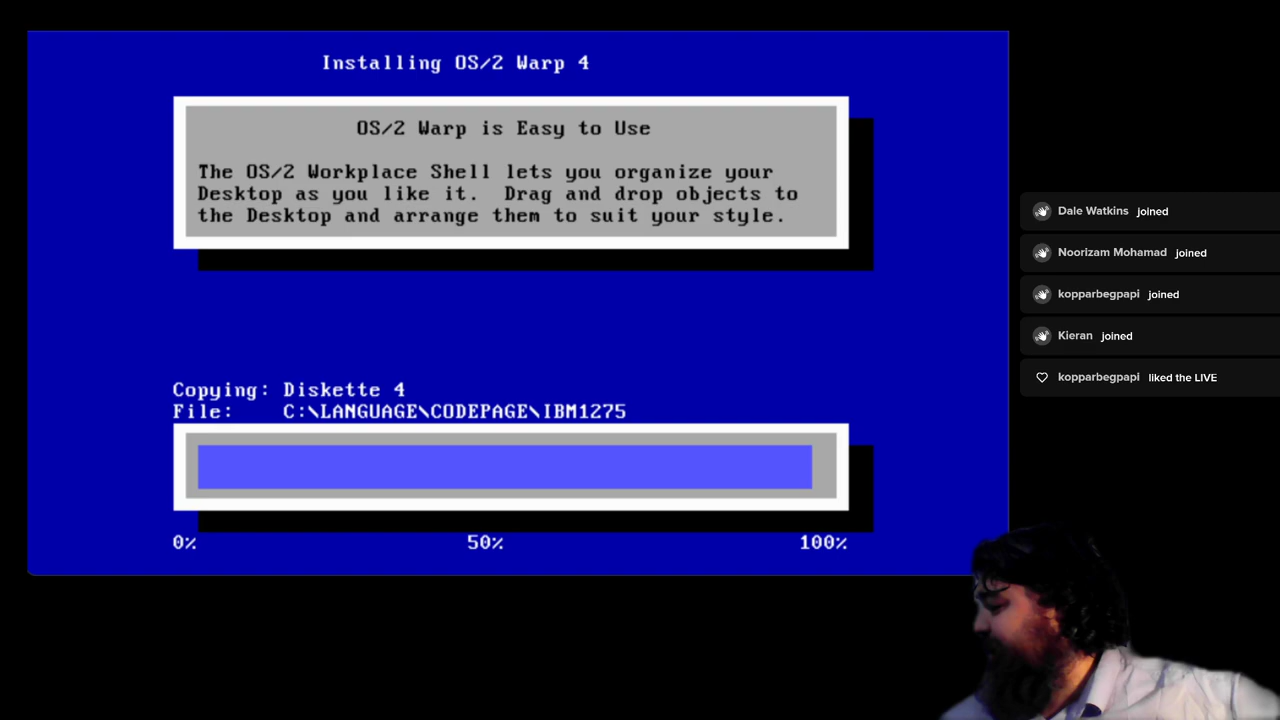 Installing OS/2 Warp 4
OS/2 Warp is Easy to Use
The OS/2 Workplace Shell lets you organize your
Desktop as you like it.  Drag and drop objects to
the Desktop and arrange them to suit your style.
Copying: Diskette 4
File:    C:\LANGUAGE\CODEPAGE\IBM1275
0% 50% 100%
Dale Watkins joined
Noorizam Mohamad joined
kopparbegpapi joined
Kieran joined
kopparbegpapi liked the LIVE